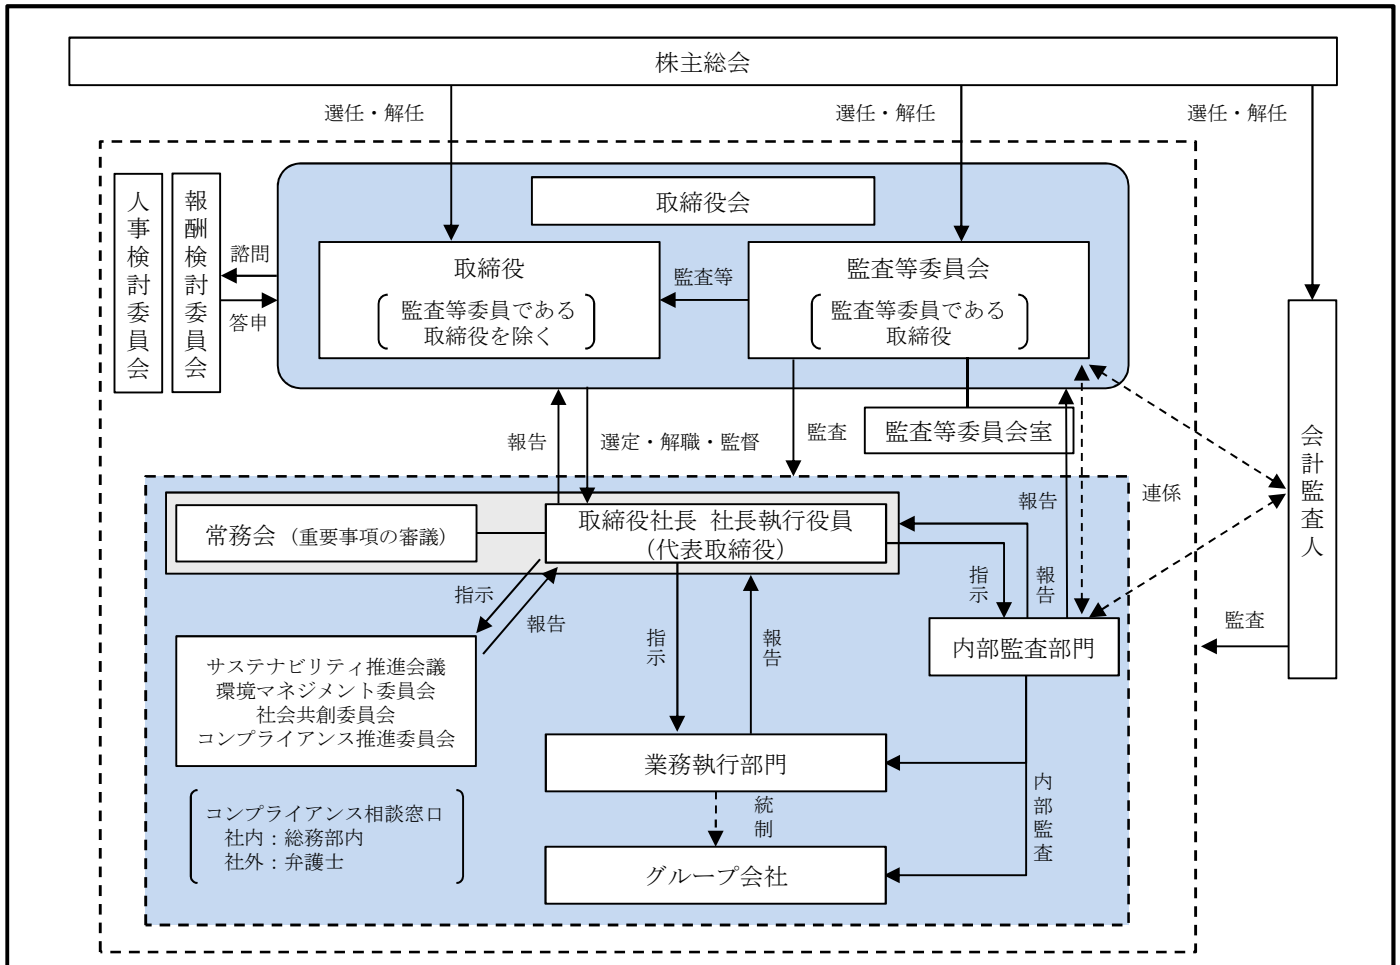 株主総会
選任・解任
選任・解任
選任・解任
人事検討委員会
報酬検討委員会
諮問
答申
取締役会
取締役
監査等委員である
取締役を除く
監査等
監査等委員会
監査等委員である
取締役
報告
選定・解職・監督
監査
監査等委員会室
会計監査人
連係
報告
常務会（重要事項の審議）
取締役社長 社長執行役員
（代表取締役）
指示
報告
指示
報告
指示
報告
監査
内部監査部門
サステナビリティ推進会議
環境マネジメント委員会
社会共創委員会
コンプライアンス推進委員会
業務執行部門
コンプライアンス相談窓口
社内：総務部内
社外：弁護士
統制
内部監査
グループ会社